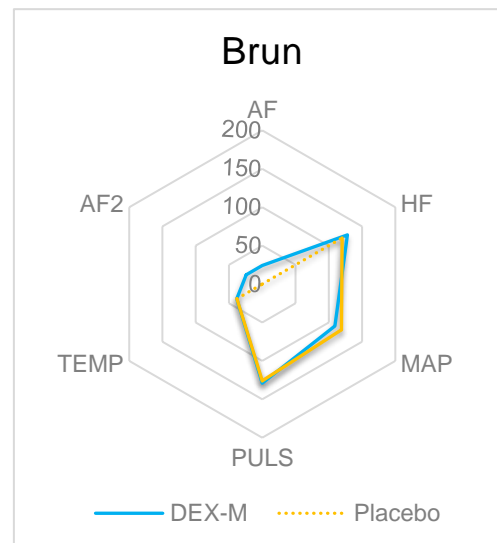 Brun
AF
200
150
100
50
0
HF
MAP
PULS
TEMP
AF2
DEX-M
Placebo